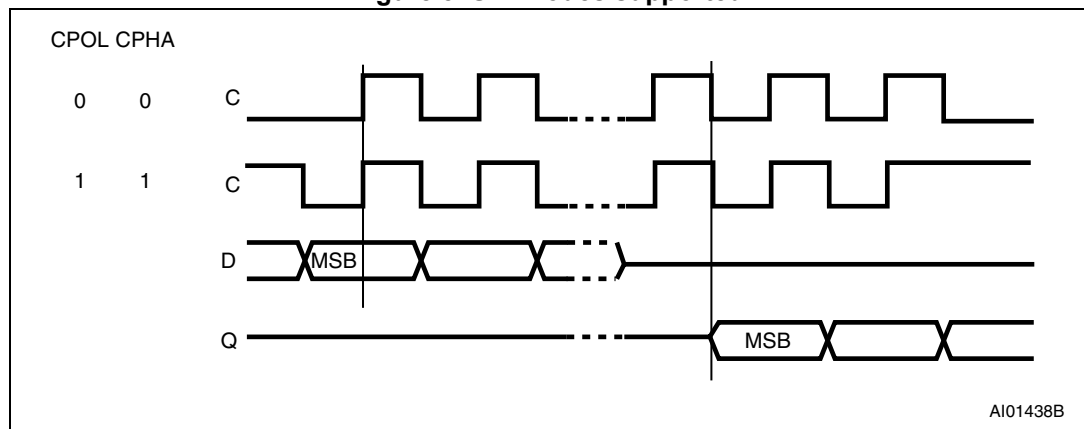 CPOL CPHA
0 0 C
1 1 C
D MSB
Q MSB
AI01438B